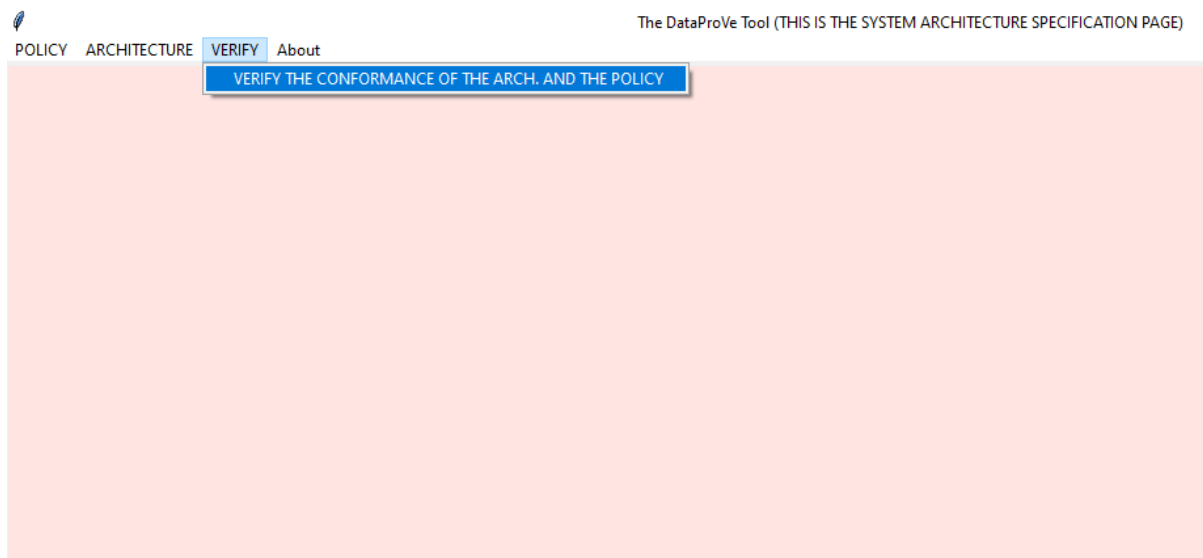 The DataProVe Tool (THIS IS THE SYSTEM ARCHITECTURE SPECIFICATION PAGE)
POLICY ARCHITECTURE VERIFY About
VERIFY THE CONFORMANCE OF THE ARCH. AND THE POLICY